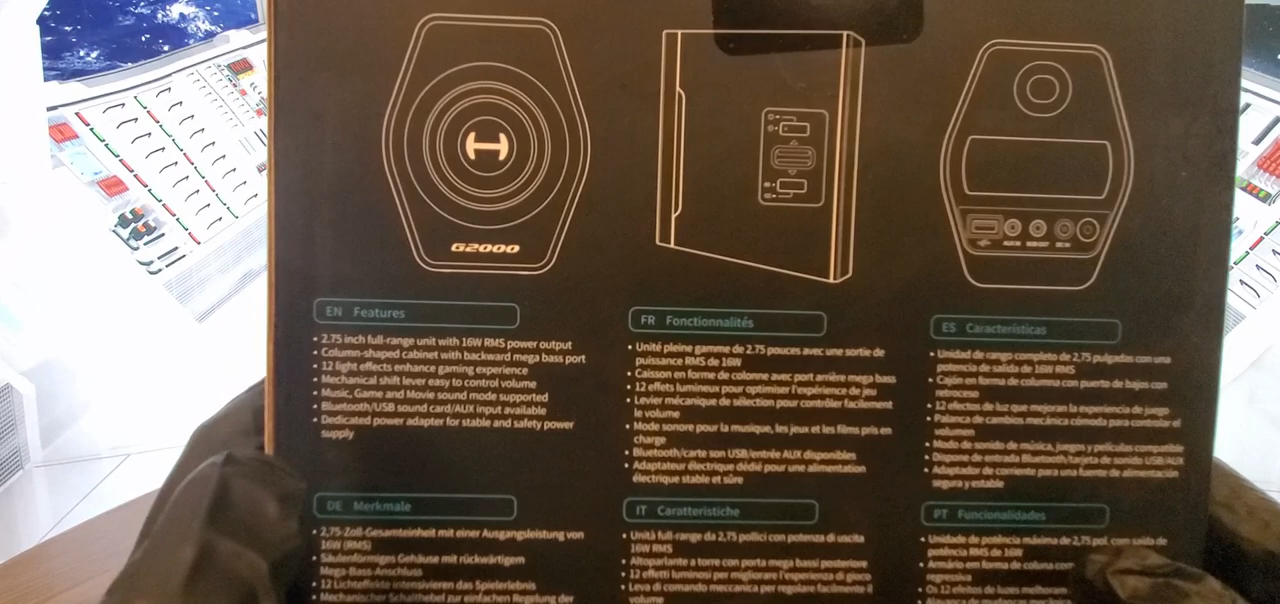 G2000
AUX IN SUB OUT DC IN
EN Features
• 2.75 inch full-range unit with 16W RMS power output
• Column-shaped cabinet with backward mega bass port
• 12 light effects enhance gaming experience
• Mechanical shift lever easy to control volume
• Music, Game and Movie sound mode supported
• Bluetooth/USB sound card/AUX input available
• Dedicated power adapter for stable and safety power
supply
FR Fonctionnalités
• Unité pleine gamme de 2.75 pouces avec une sortie de
puissance RMS de 16W
• Caisson en forme de colonne avec port arrière mega bass
• 12 effets lumineux pour optimiser l'expérience de jeu
• Levier mécanique de sélection pour contrôler facilement
le volume
• Mode sonore pour la musique, les jeux et les films pris en
charge
• Bluetooth/carte son USB/entrée AUX disponibles
• Adaptateur électrique dédié pour une alimentation
électrique stable et sûre
ES Características
• Unidad de rango completo de 2,75 pulgadas con una
potencia de salida de 16W RMS
• Cajón en forma de columna con puerto de bajos con
retroceso
• 12 efectos de luz que mejoran la experiencia de juego
• Palanca de cambios mecánica cómoda para controlar el
volumen
• Modo de sonido de música, juegos y películas compatible
• Dispone de entrada Bluetooth/tarjeta de sonido USB/AUX
• Adaptador de corriente para una fuente de alimentación
segura y estable
DE Merkmale
• 2,75-Zoll-Gesamteinheit mit einer Ausgangsleistung von
16W (RMS)
• Säulenförmiges Gehäuse mit rückwärtigem
Mega-Bass-Anschluss
• 12 Lichteffekte intensivieren das Spielerlebnis
• Mechanischer Schalthebel zur einfachen Regelung der
IT Caratteristiche
• Unità full-range da 2,75 pollici con potenza di uscita
16W RMS
• Altoparlante a torre con porta mega bassi posteriore
• 12 effetti luminosi per migliorare l'esperienza di gioco
• Leva di comando meccanica per regolare facilmente il
volume
PT Funcionalidades
• Unidade de potência máxima de 2,75 pol. com saída de
potência RMS de 16W
• Armário em forma de coluna com
regressiva
• Os 12 efeitos de luzes melhoram
• Alavanca de mudanças